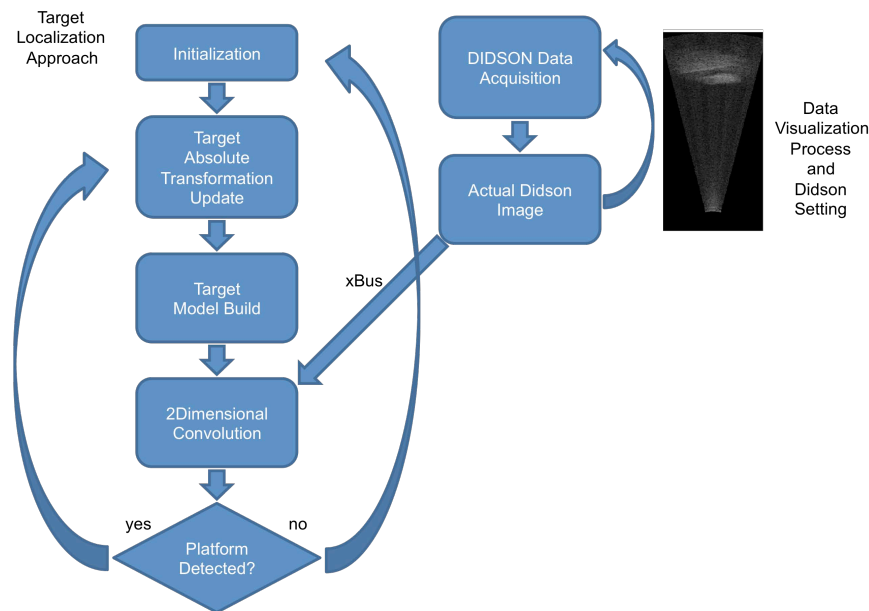 Target
Localization
Approach
Initialization
Target
Absolute
Transformation
Update
Target
Model Build
2Dimensional
Convolution
yes
no
Platform
Detected?
xBus
DIDSON Data
Acquisition
Actual Didson
Image
Data
Visualization
Process
and
Didson
Setting